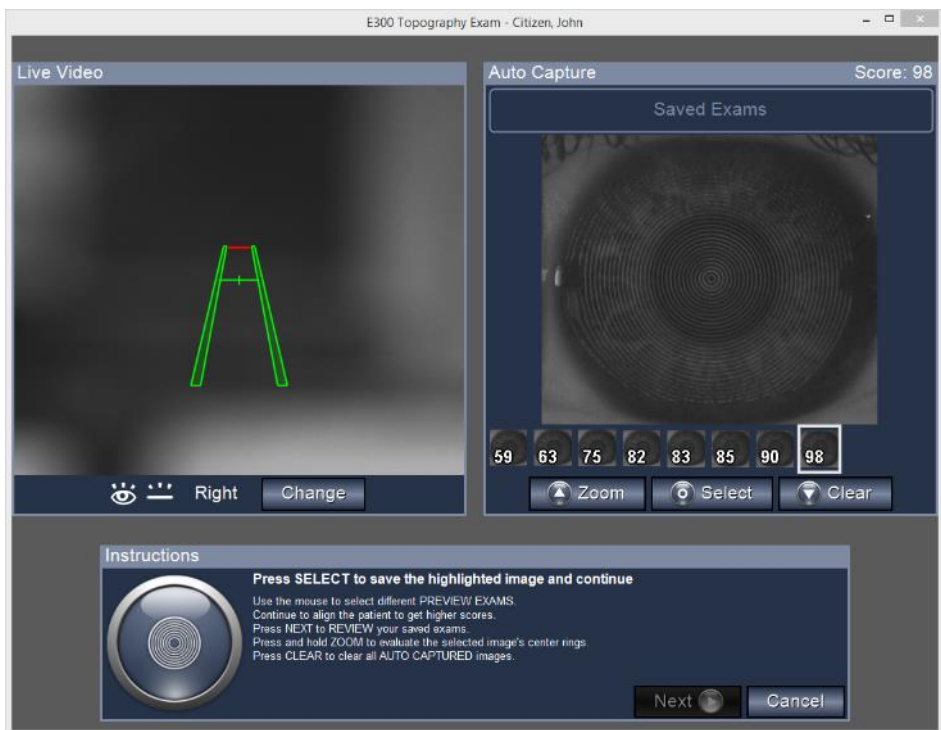 E300 Topography Exam - Citizen, John
Live Video
Auto Capture Score: 98
Saved Exams
59 63 75 82 83 85 90 98
Zoom Select Clear
Right Change
Instructions
Press SELECT to save the highlighted image and continue
Use the mouse to select different PREVIEW EXAMS.
Continue to align the patient to get higher scores.
Press NEXT to REVIEW your saved exams.
Press and hold ZOOM to evaluate the selected image's center rings.
Press CLEAR to clear all AUTO CAPTURED images.
Next Cancel